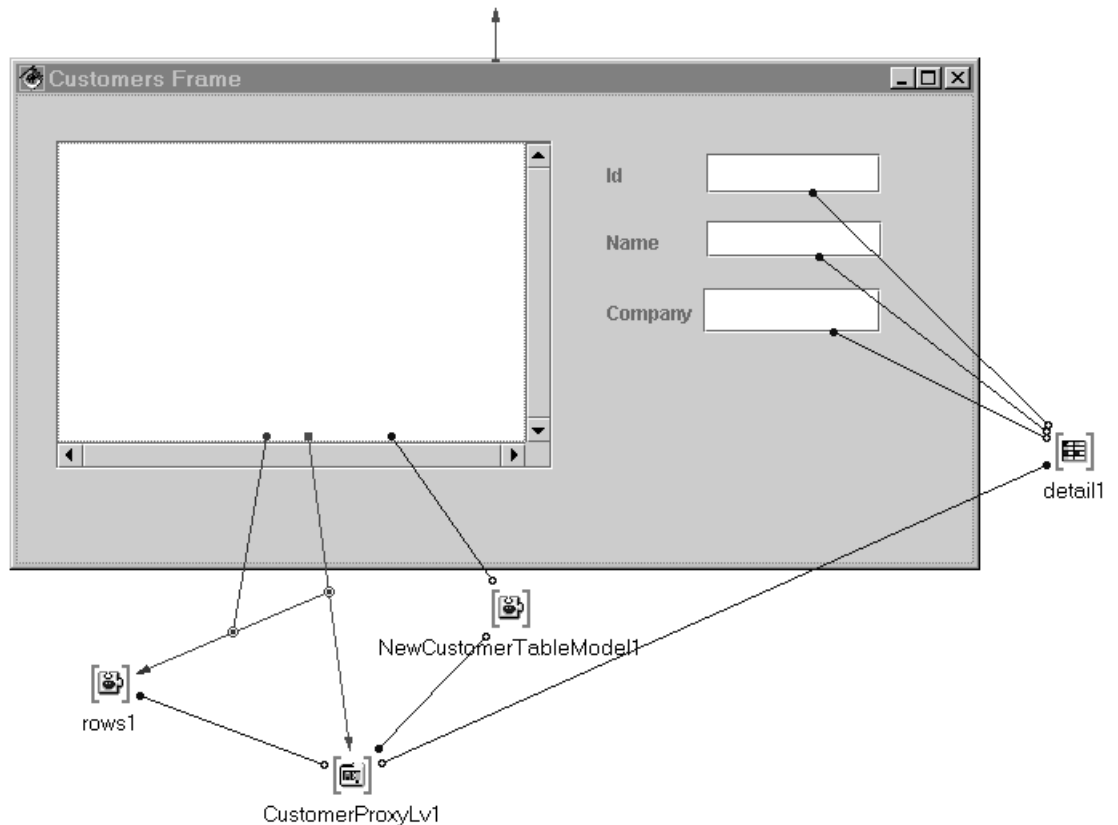 Customers Frame
Id
Name
Company
detail1
NewCustomerTableModel1
rows1
CustomerProxyLv1